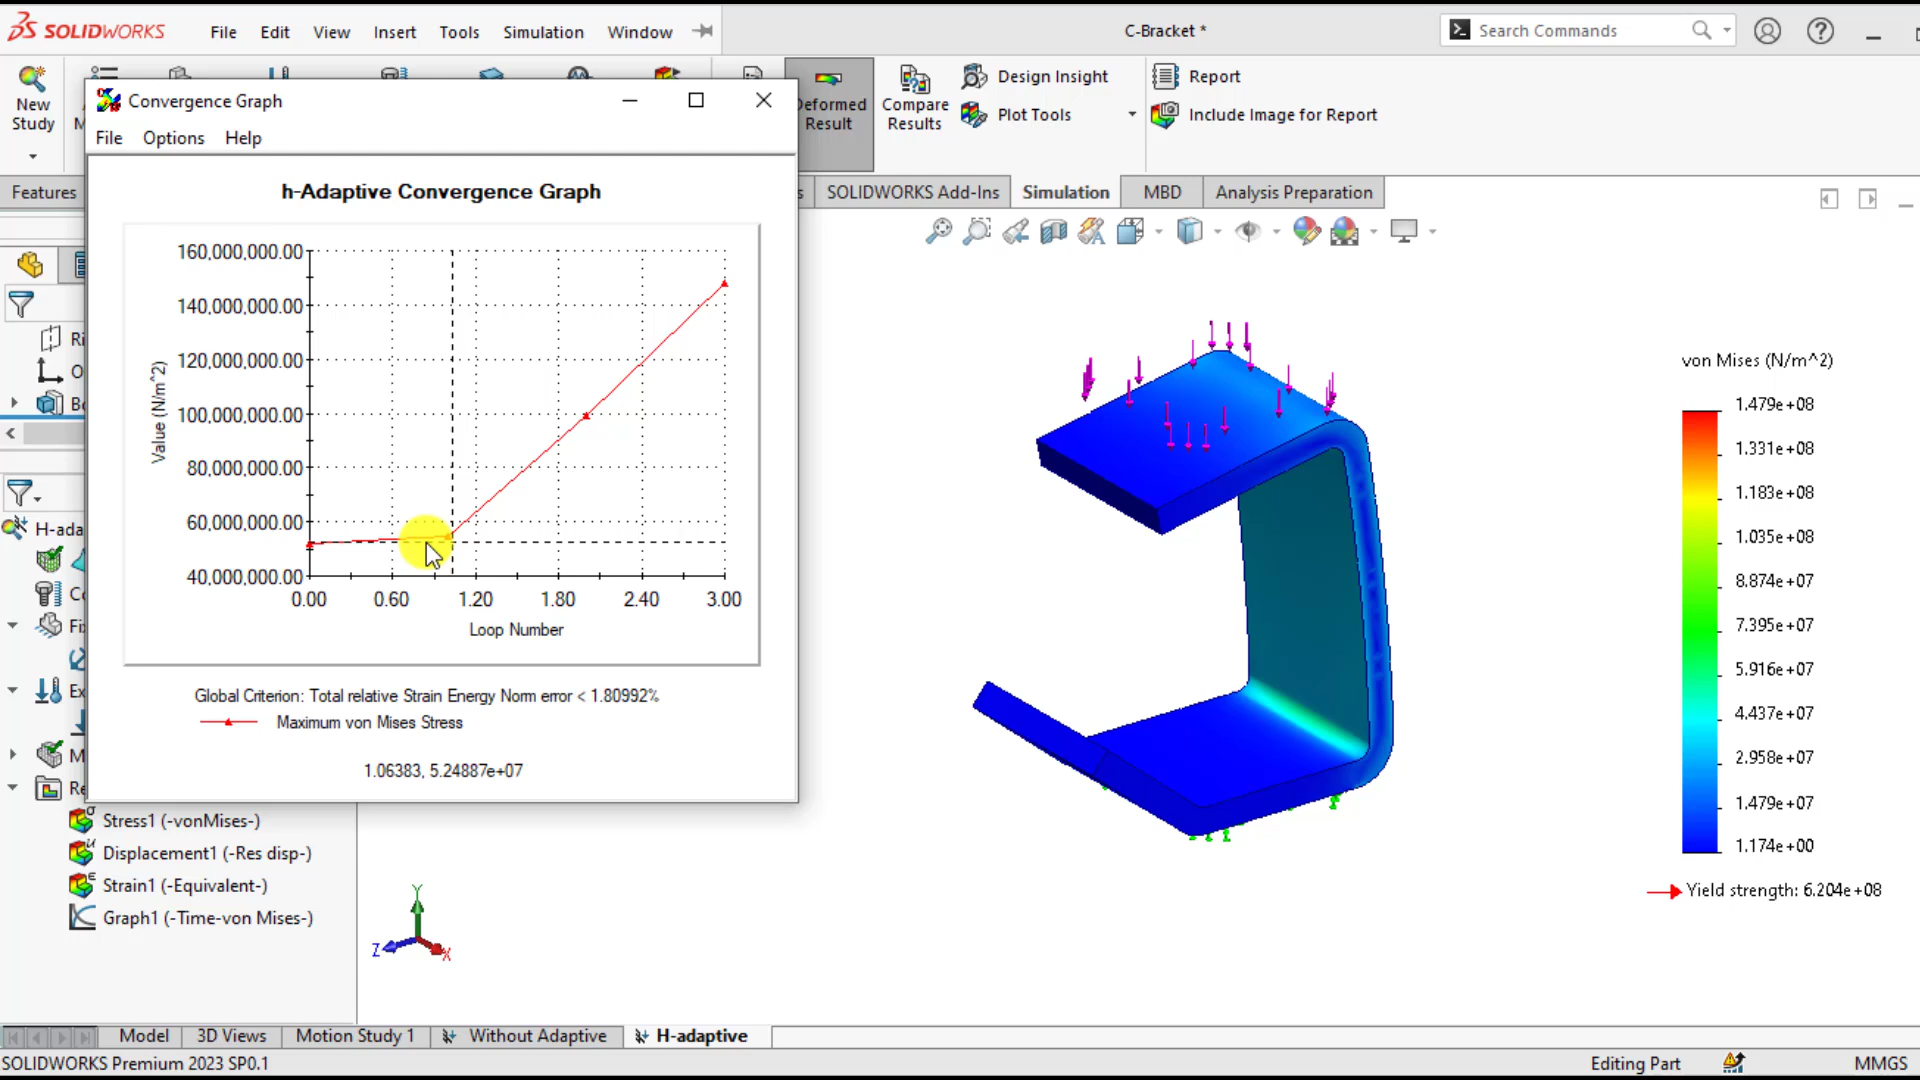 SOLIDWORKS
File Edit View Insert Tools Simulation Window
C-Bracket *
Search Commands
New Study
Deformed Result
Compare Results
Design Insight
Plot Tools
Report
Include Image for Report
Features
SOLIDWORKS Add-Ins Simulation MBD Analysis Preparation
Convergence Graph
File Options Help
h-Adaptive Convergence Graph
160,000,000.00
140,000,000.00
120,000,000.00
100,000,000.00
80,000,000.00
60,000,000.00
40,000,000.00
Value (N/m^2)
0.00 0.60 1.20 1.80 2.40 3.00
Loop Number
Global Criterion: Total relative Strain Energy Norm error < 1.80992%
Maximum von Mises Stress
1.06383, 5.24887e+07
H-ada
Stress1 (-vonMises-)
Displacement1 (-Res disp-)
Strain1 (-Equivalent-)
Graph1 (-Time-von Mises-)
Y
Z
X
von Mises (N/m^2)
1.479e+08
1.331e+08
1.183e+08
1.035e+08
8.874e+07
7.395e+07
5.916e+07
4.437e+07
2.958e+07
1.479e+07
1.174e+00
Yield strength: 6.204e+08
Model 3D Views Motion Study 1 Without Adaptive H-adaptive
SOLIDWORKS Premium 2023 SP0.1
Editing Part
MMGS